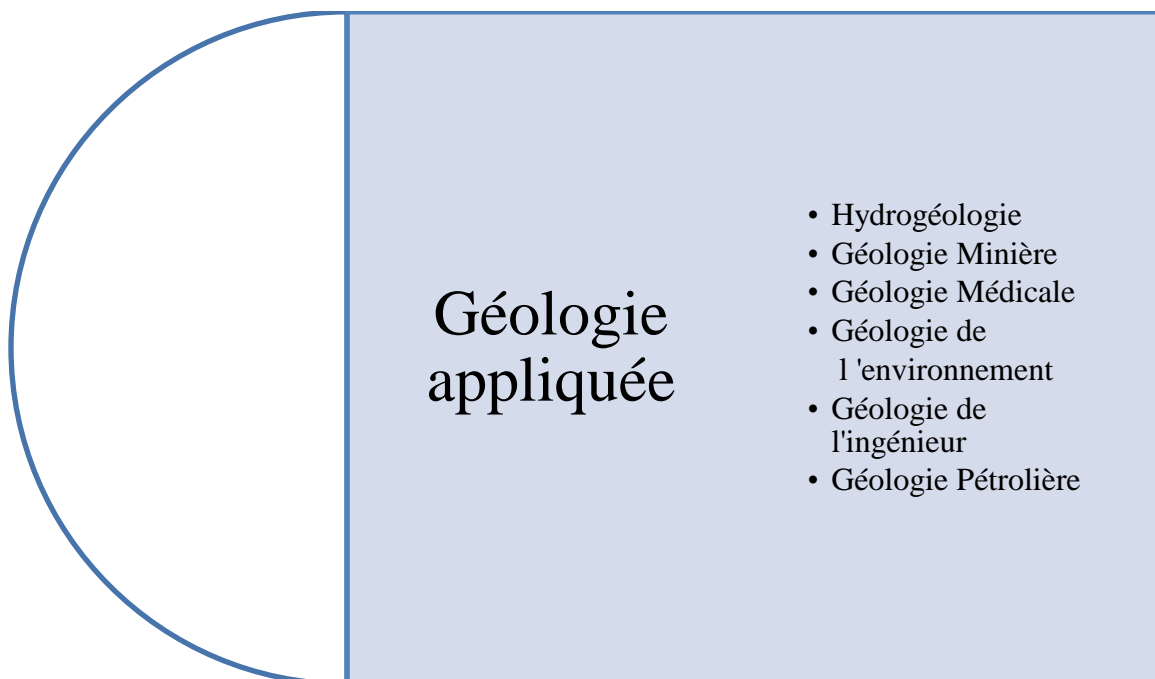 Géologie
appliquée
• Hydrogéologie
• Géologie Minière
• Géologie Médicale
• Géologie de
l 'environnement
• Géologie de
l'ingénieur
• Géologie Pétrolière